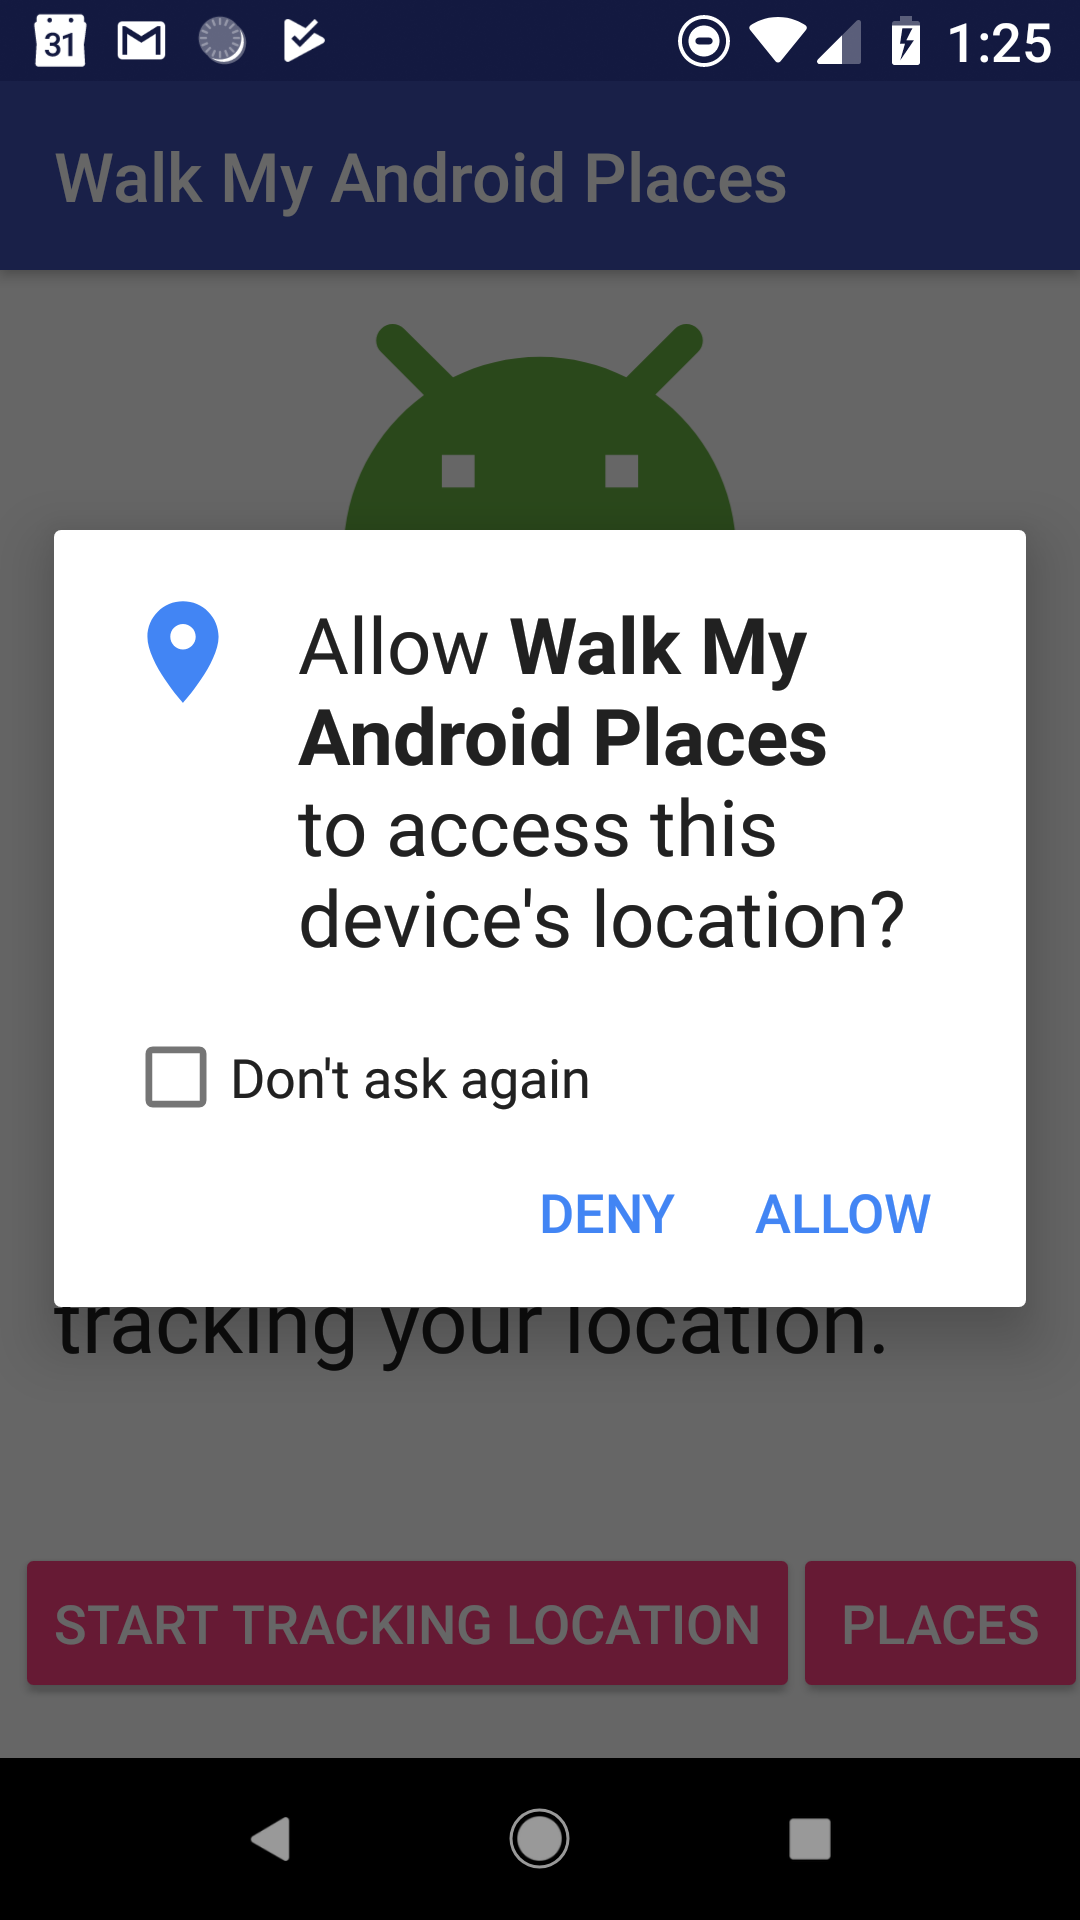 31
1:25
Walk My Android Places
Allow Walk My
Android Places
to access this
device's location?
Don't ask again
DENY ALLOW
tracking your location.
START TRACKING LOCATION PLACES